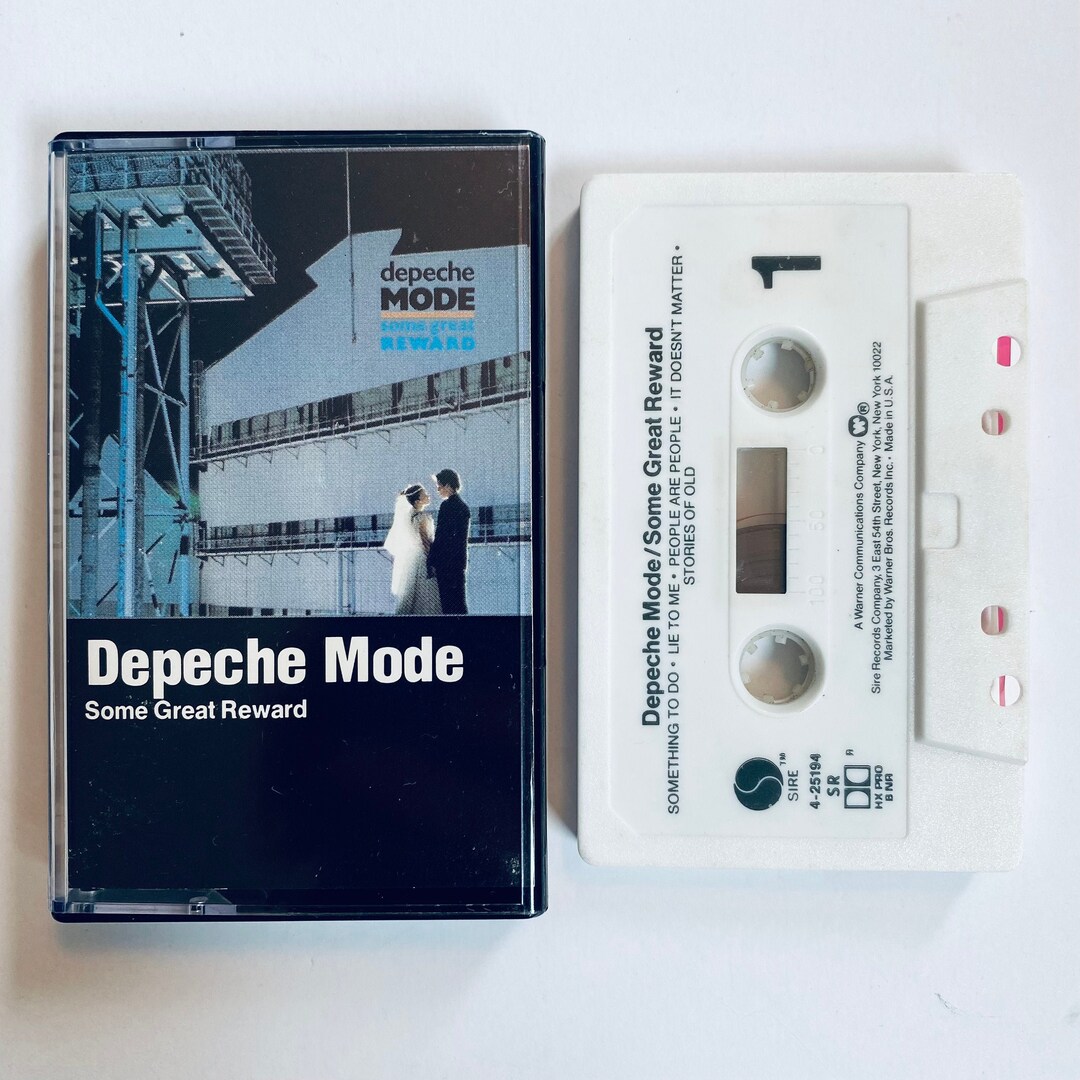 depeche
MODE
some great
REWARD
Depeche Mode
Some Great Reward
1
Depeche Mode/Some Great Reward
SOMETHING TO DO • LIE TO ME • PEOPLE ARE PEOPLE • IT DOESN'T MATTER •
STORIES OF OLD
100 50 0
A Warner Communications Company W®
Sire Records Company, 3 East 54th Street, New York, New York 10022
Marketed by Warner Bros. Records Inc. • Made in U.S.A.
TM
SIRE
4-25194
SR
HX PRO
B NR